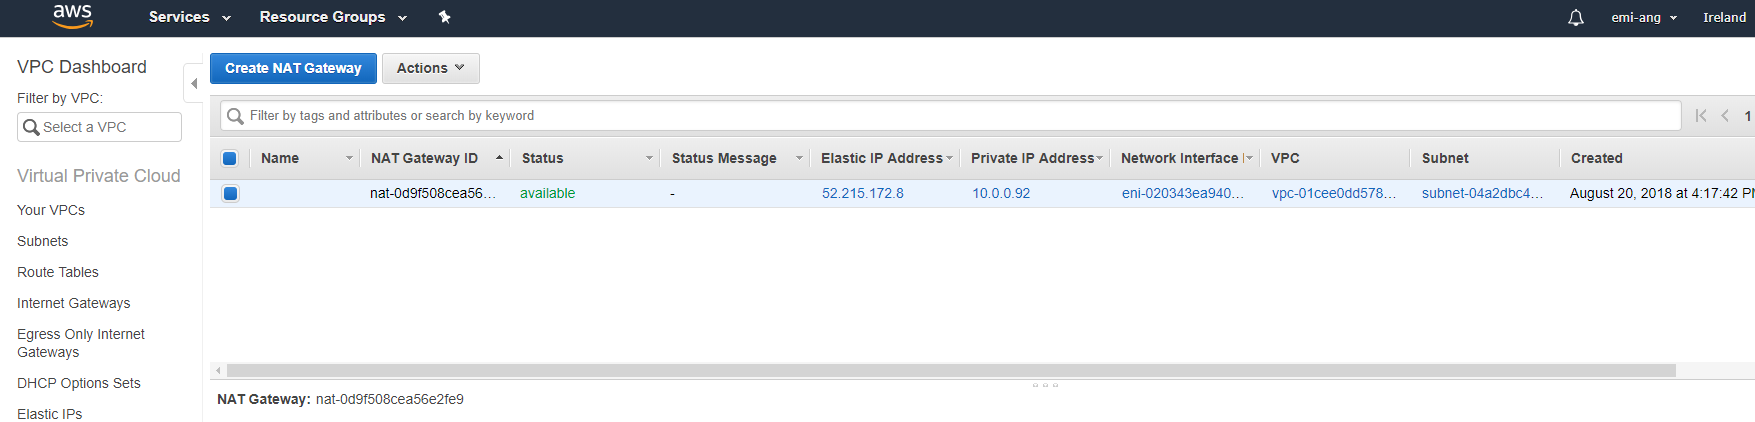 aws Services Resource Groups emi-ang Ireland
VPC Dashboard
Filter by VPC:
Select a VPC
Virtual Private Cloud
Your VPCs
Subnets
Route Tables
Internet Gateways
Egress Only Internet
Gateways
DHCP Options Sets
Elastic IPs
Create NAT Gateway Actions
Filter by tags and attributes or search by keyword 1
Name NAT Gateway ID Status Status Message Elastic IP Address Private IP Address Network Interface VPC Subnet Created
nat-0d9f508cea56... available - 52.215.172.8 10.0.0.92 eni-020343ea940... vpc-01cee0dd578... subnet-04a2dbc4... August 20, 2018 at 4:17:42 PM
NAT Gateway: nat-0d9f508cea56e2fe9